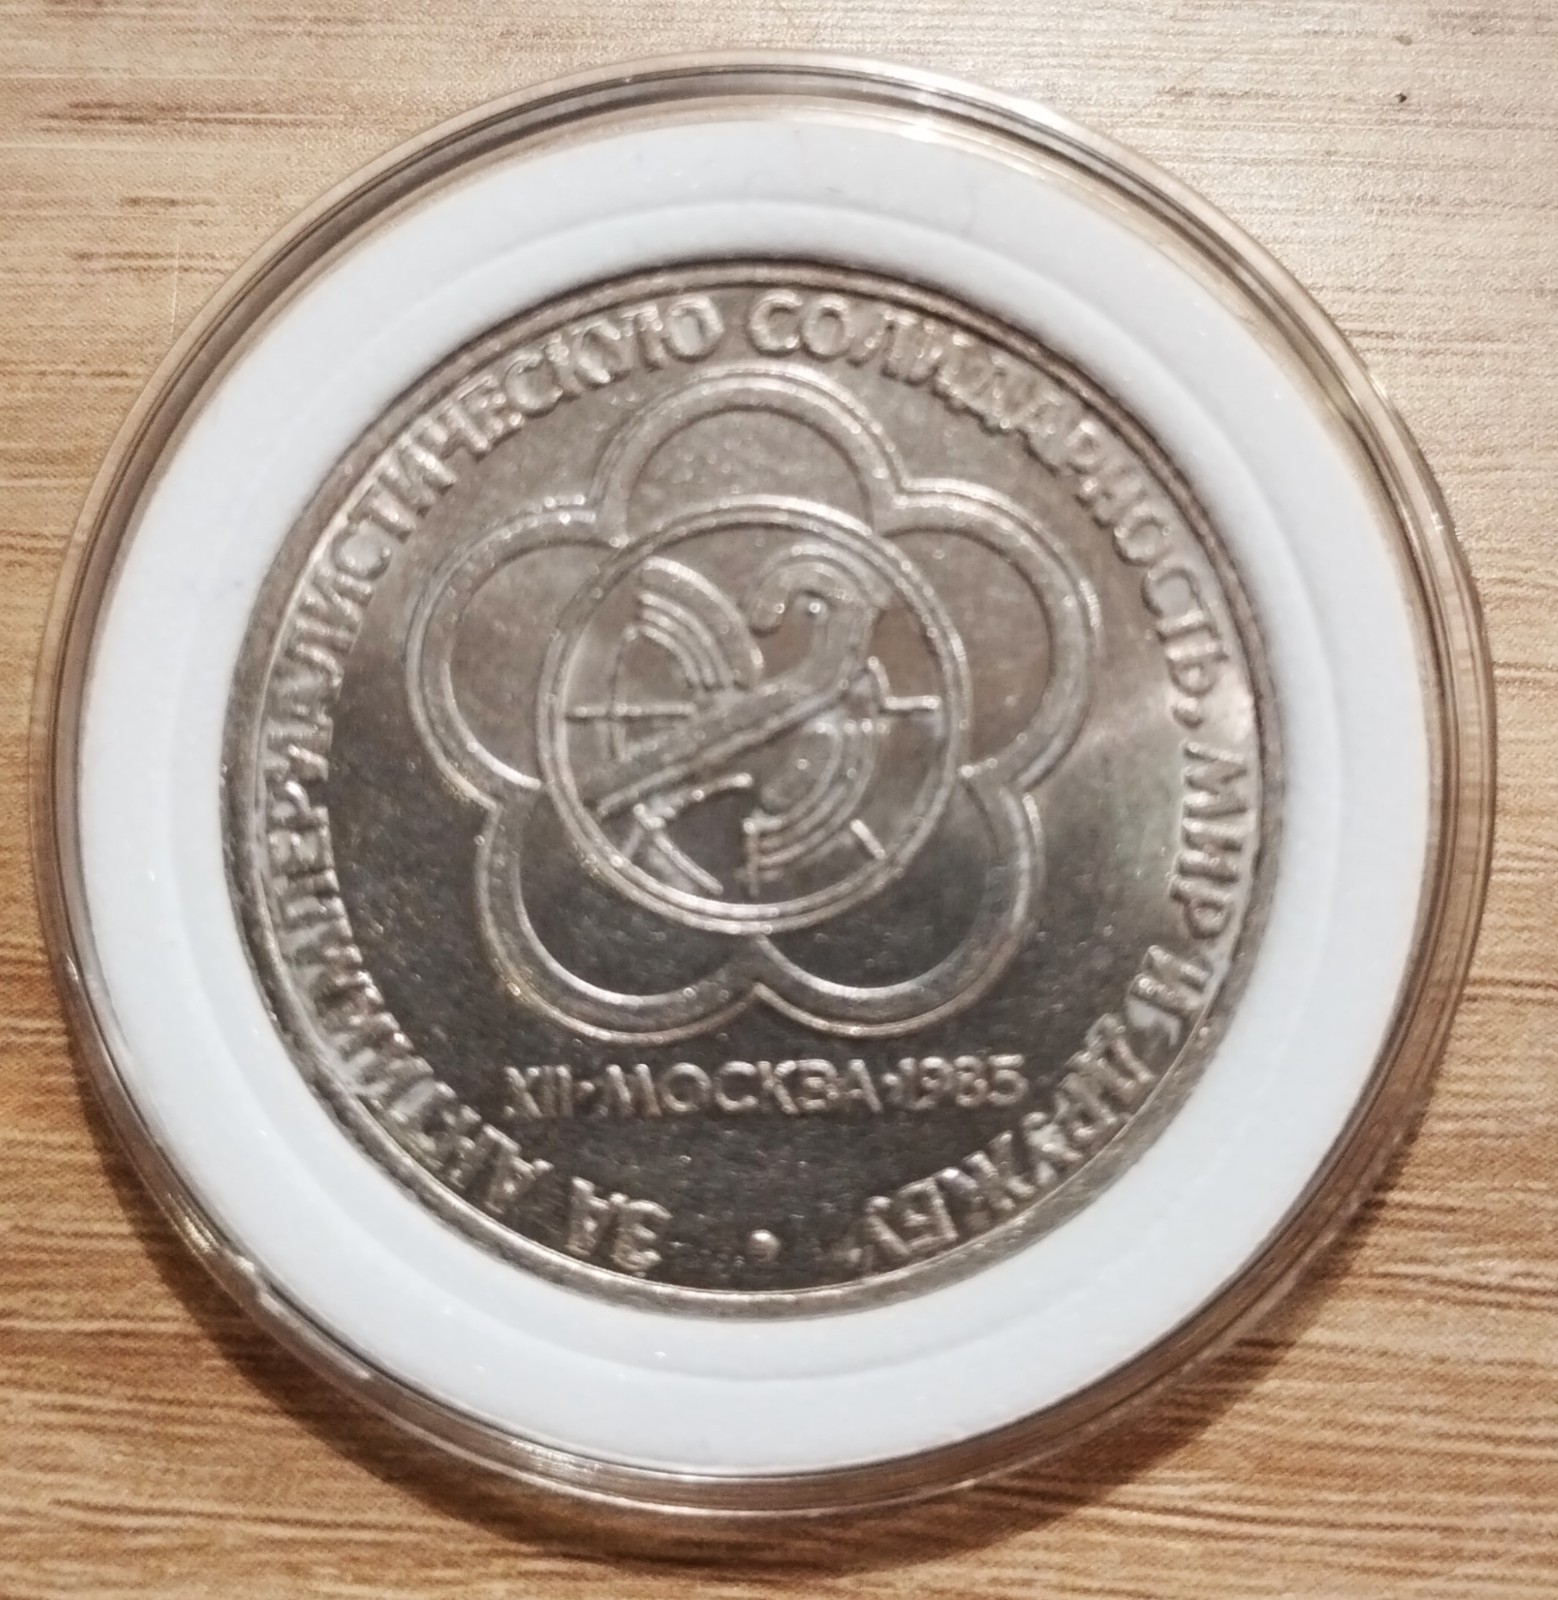 ЗА АНТИИМПЕРИАЛИСТИЧЕСКУЮ СОЛИДАРНОСТЬ, МИР И ДРУЖБУ •
XII•МОСКВА•1985